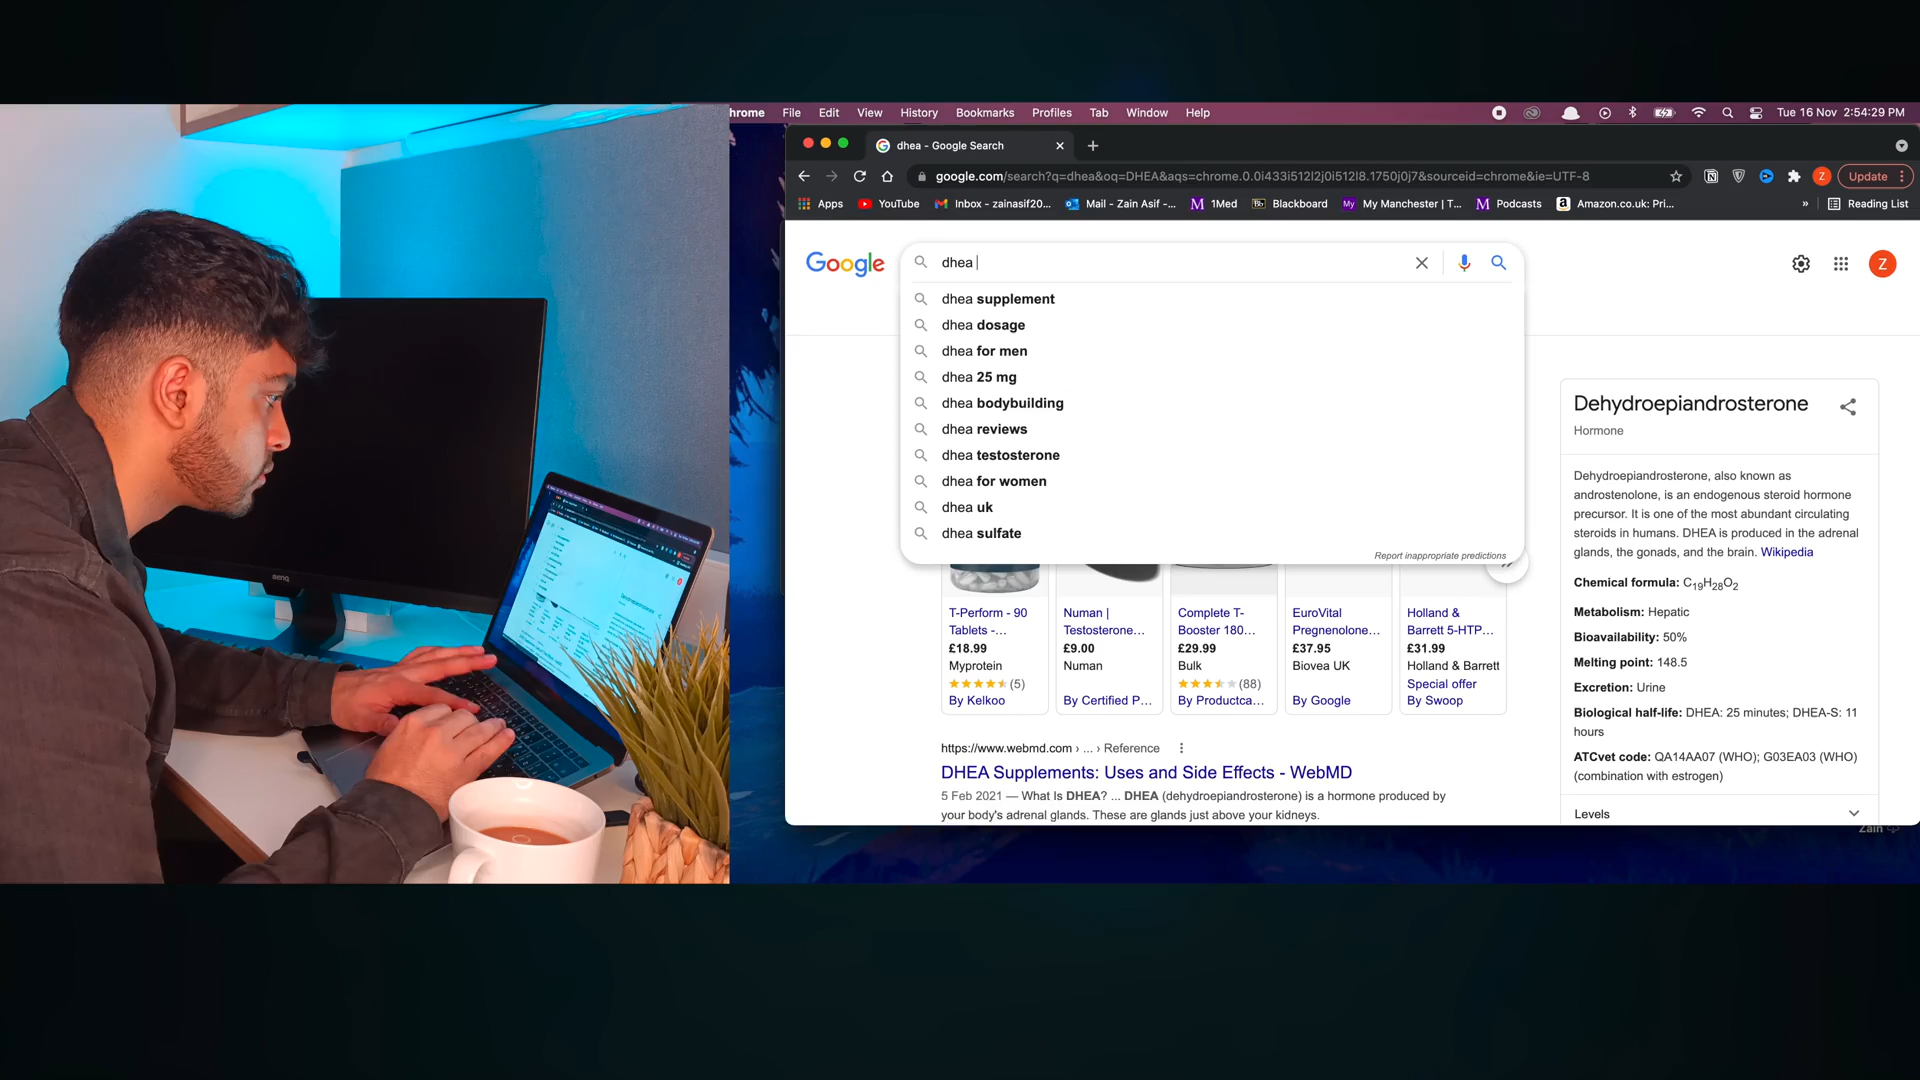 hrome File Edit View History Bookmarks Profiles Tab Window Help Tue 16 Nov 2:54:29 PM
dhea - Google Search
google.com/search?q=dhea&oq=DHEA&aqs=chrome.0.0i433i512l2j0i512l8.1750j0j7&sourceid=chrome&ie=UTF-8 Update
Apps YouTube Inbox - zainasif20... Mail - Zain Asif -... 1Med Blackboard My Manchester | T... Podcasts Amazon.co.uk: Pri... » Reading List
Google dhea Z
dhea supplement
dhea dosage
dhea for men
dhea 25 mg
dhea bodybuilding
dhea reviews
dhea testosterone
dhea for women
dhea uk
dhea sulfate
Report inappropriate predictions
T-Perform - 90
Tablets -...
£18.99
Myprotein
(5)
By Kelkoo
Numan |
Testosterone...
£9.00
Numan
By Certified P...
Complete T-
Booster 180...
£29.99
Bulk
(88)
By Productca...
EuroVital
Pregnenolone...
£37.95
Biovea UK
By Google
Holland &
Barrett 5-HTP...
£31.99
Holland & Barrett
Special offer
By Swoop
https://www.webmd.com › ... › Reference
DHEA Supplements: Uses and Side Effects - WebMD
5 Feb 2021 — What Is DHEA? ... DHEA (dehydroepiandrosterone) is a hormone produced by
your body's adrenal glands. These are glands just above your kidneys.
Dehydroepiandrosterone
Hormone
Dehydroepiandrosterone, also known as
androstenolone, is an endogenous steroid hormone
precursor. It is one of the most abundant circulating
steroids in humans. DHEA is produced in the adrenal
glands, the gonads, and the brain. Wikipedia
Chemical formula: C₁₉H₂₈O₂
Metabolism: Hepatic
Bioavailability: 50%
Melting point: 148.5
Excretion: Urine
Biological half-life: DHEA: 25 minutes; DHEA-S: 11
hours
ATCvet code: QA14AA07 (WHO); G03EA03 (WHO)
(combination with estrogen)
Levels
Zain
BenQ